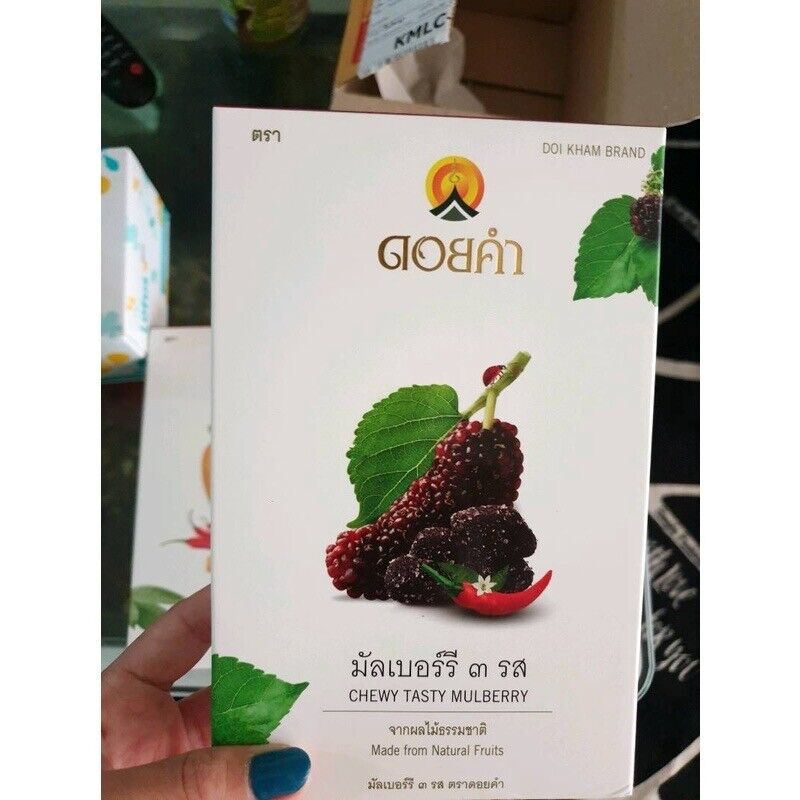 KMLC-
ตรา
DOI KHAM BRAND
ดอยคำ
มัลเบอร์รี ๓ รส
CHEWY TASTY MULBERRY
จากผลไม้ธรรมชาติ
Made from Natural Fruits
มัลเบอร์รี ๓ รส ตราดอยคำ